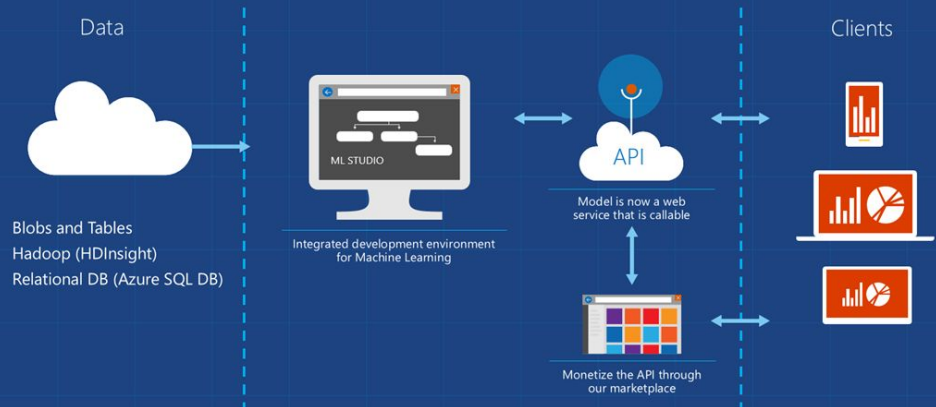 Data
Clients
ML STUDIO
API
Blobs and Tables
Hadoop (HDInsight)
Relational DB (Azure SQL DB)
Integrated development environment
for Machine Learning
Model is now a web
service that is callable
Monetize the API through
our marketplace